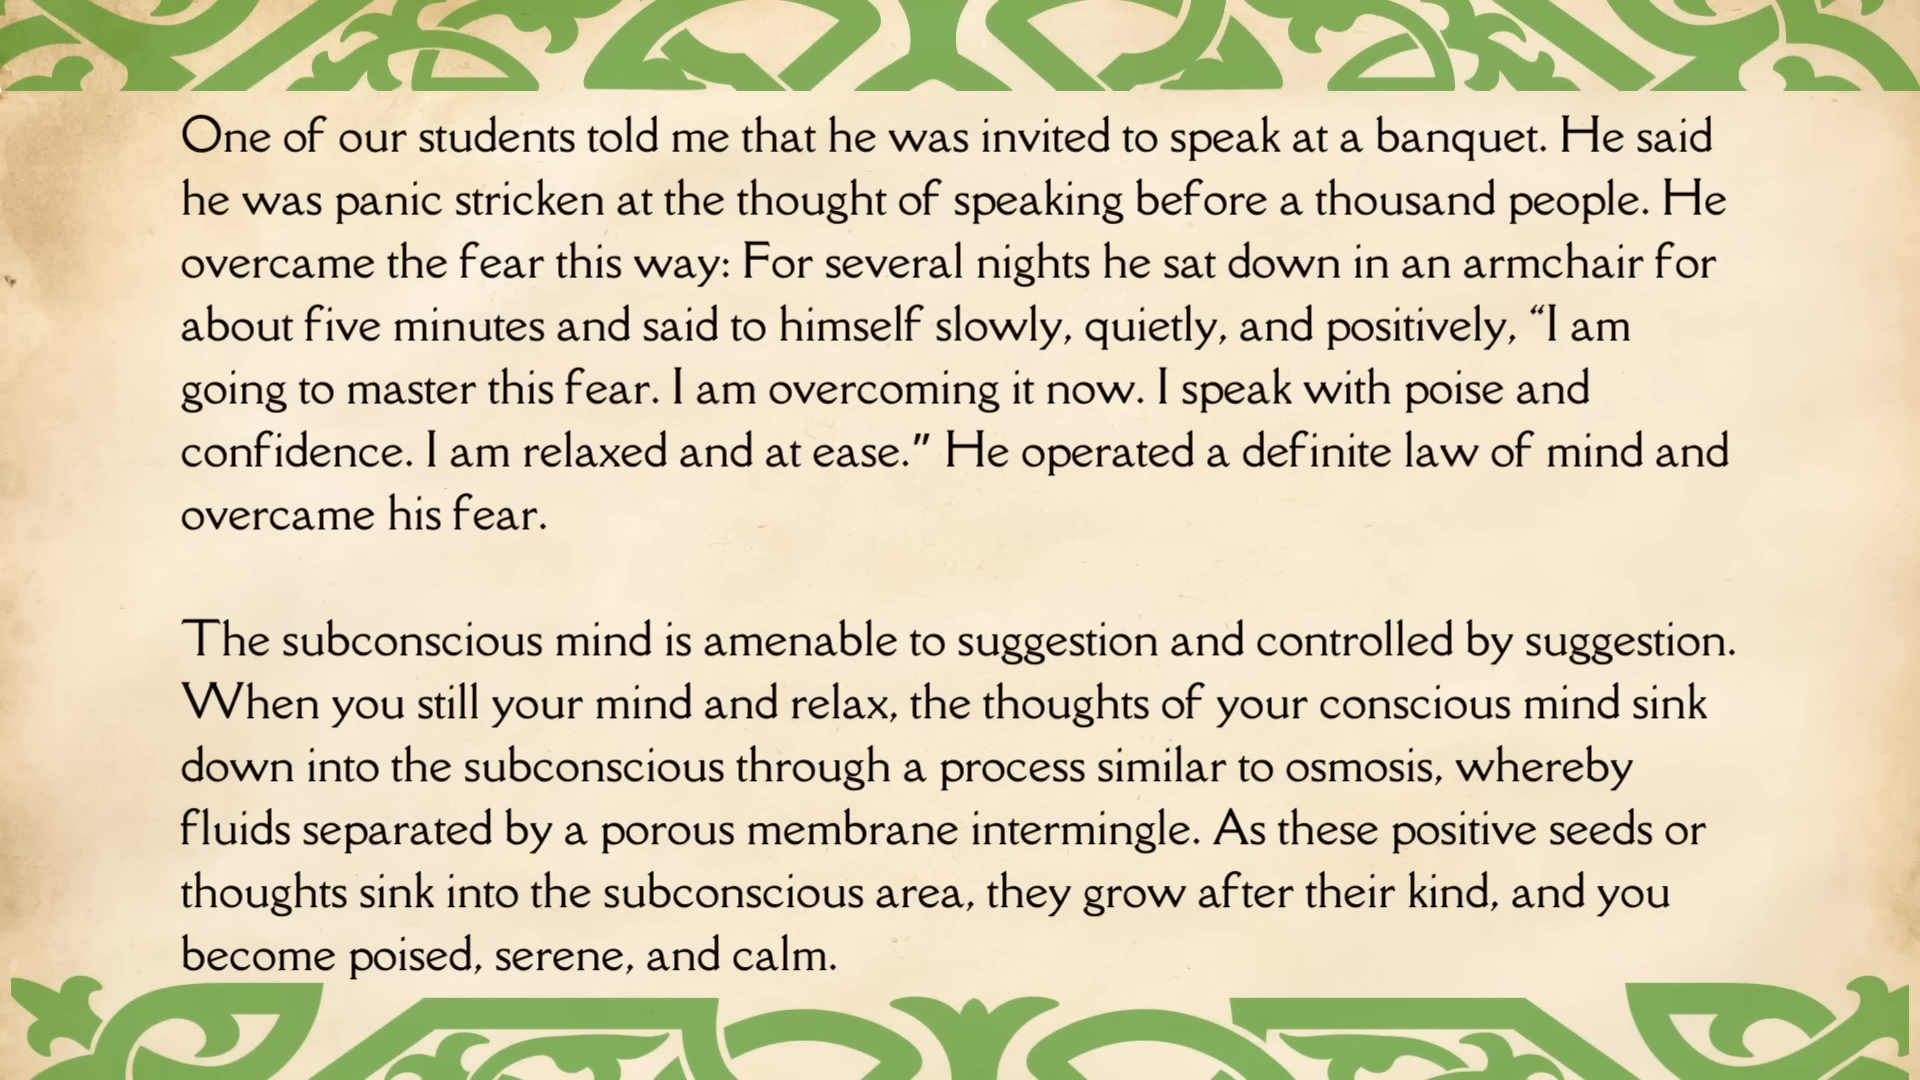 One of our students told me that he was invited to speak at a banquet. He said
he was panic stricken at the thought of speaking before a thousand people. He
overcame the fear this way: For several nights he sat down in an armchair for
about five minutes and said to himself slowly, quietly, and positively, “I am
going to master this fear. I am overcoming it now. I speak with poise and
confidence. I am relaxed and at ease." He operated a definite law of mind and
overcame his fear.
The subconscious mind is amenable to suggestion and controlled by suggestion.
When you still your mind and relax, the thoughts of your conscious mind sink
down into the subconscious through a process similar to osmosis, whereby
fluids separated by a porous membrane intermingle. As these positive seeds or
thoughts sink into the subconscious area, they grow after their kind, and you
become poised, serene, and calm.